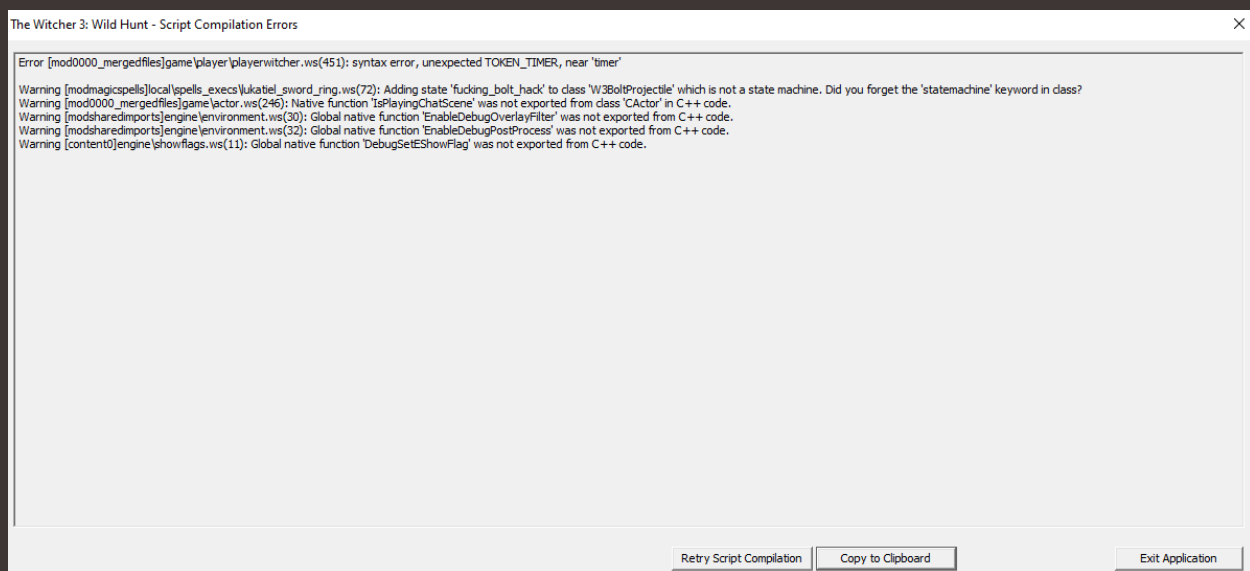 The Witcher 3: Wild Hunt - Script Compilation Errors
Error [mod0000_mergedfiles]game\player\playerwitcher.ws(451): syntax error, unexpected TOKEN_TIMER, near 'timer'
Warning [modmagicspells]local\spells_execs\lukatiel_sword_ring.ws(72): Adding state 'fucking_bolt_hack' to class 'W3BoltProjectile' which is not a state machine. Did you forget the 'statemachine' keyword in class?
Warning [mod0000_mergedfiles]game\actor.ws(246): Native function 'IsPlayingChatScene' was not exported from class 'CActor' in C++ code.
Warning [modsharedimports]engine\environment.ws(30): Global native function 'EnableDebugOverlayFilter' was not exported from C++ code.
Warning [modsharedimports]engine\environment.ws(32): Global native function 'EnableDebugPostProcess' was not exported from C++ code.
Warning [content0]engine\showflags.ws(11): Global native function 'DebugSetEShowFlag' was not exported from C++ code.
Retry Script Compilation Copy to Clipboard Exit Application